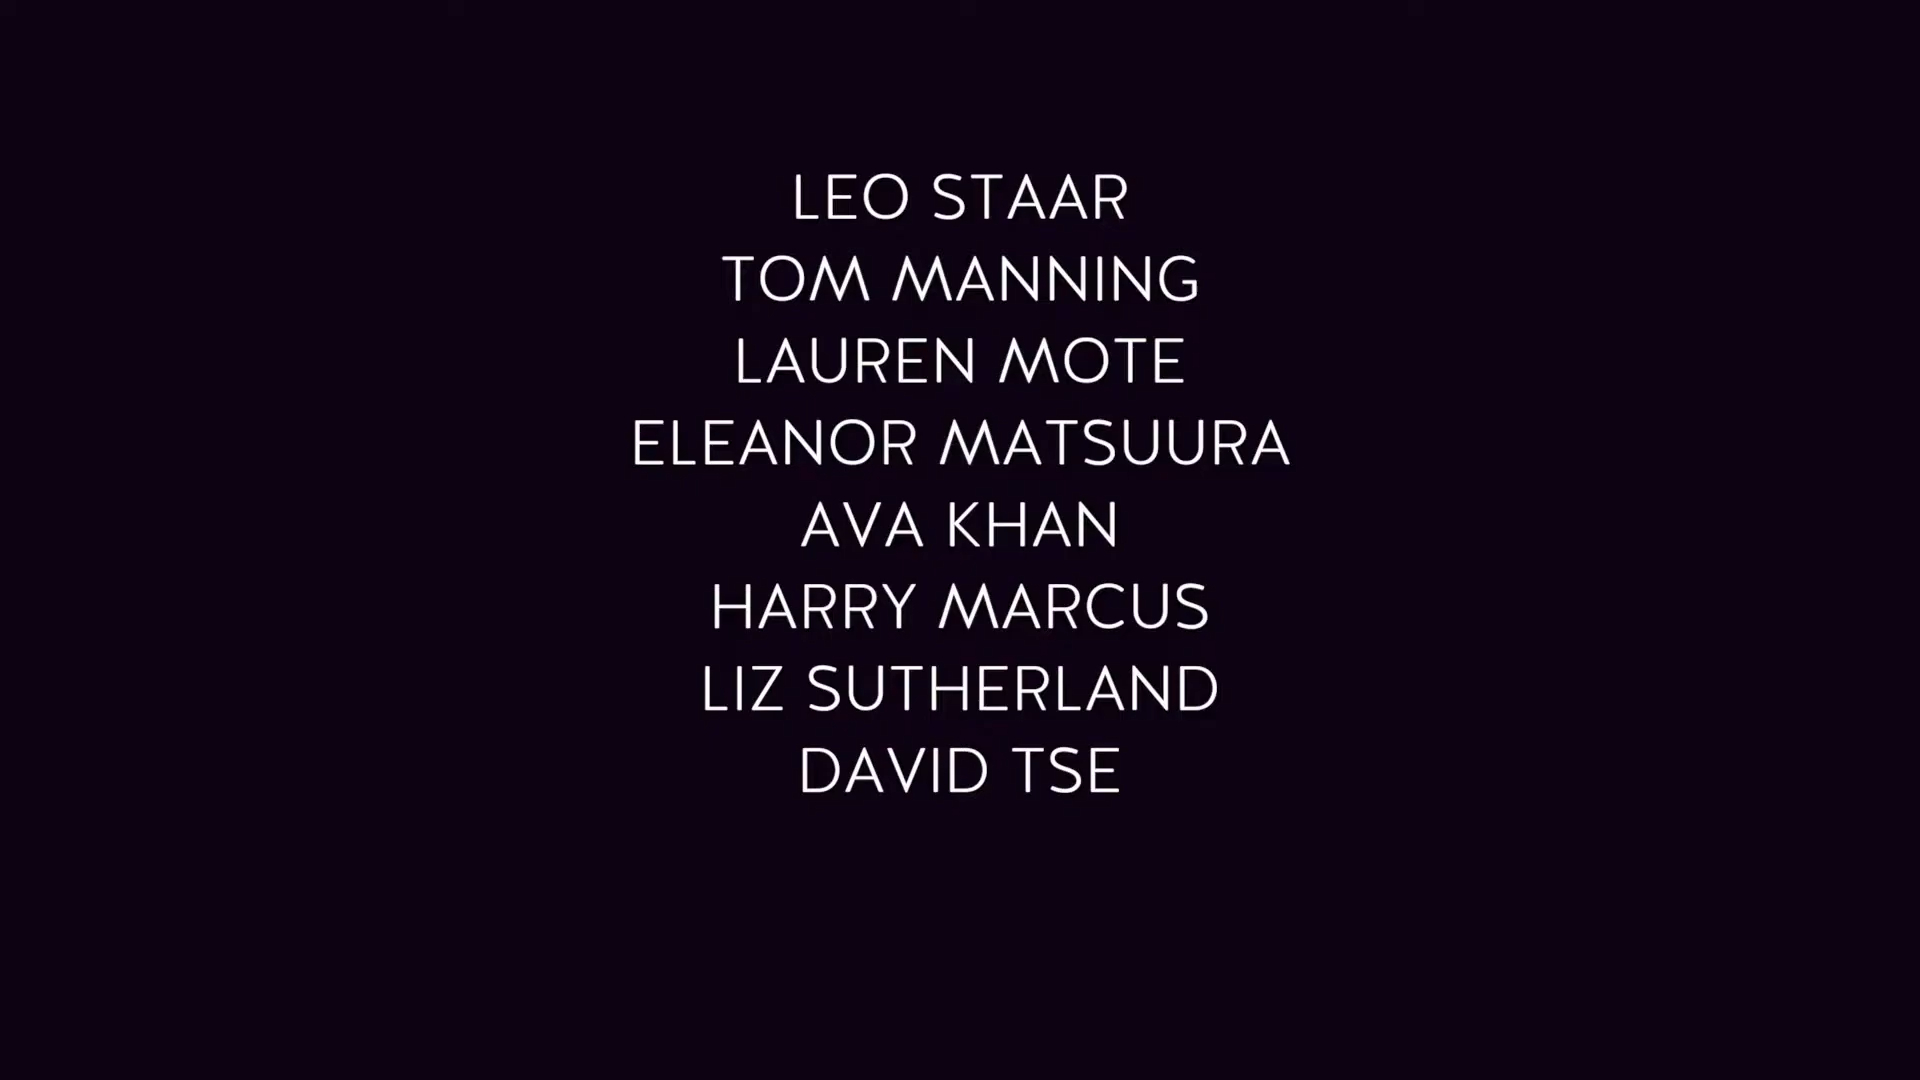 LEO STAAR
TOM MANNING
LAUREN MOTE
ELEANOR MATSUURA
AVA KHAN
HARRY MARCUS
LIZ SUTHERLAND
DAVID TSE